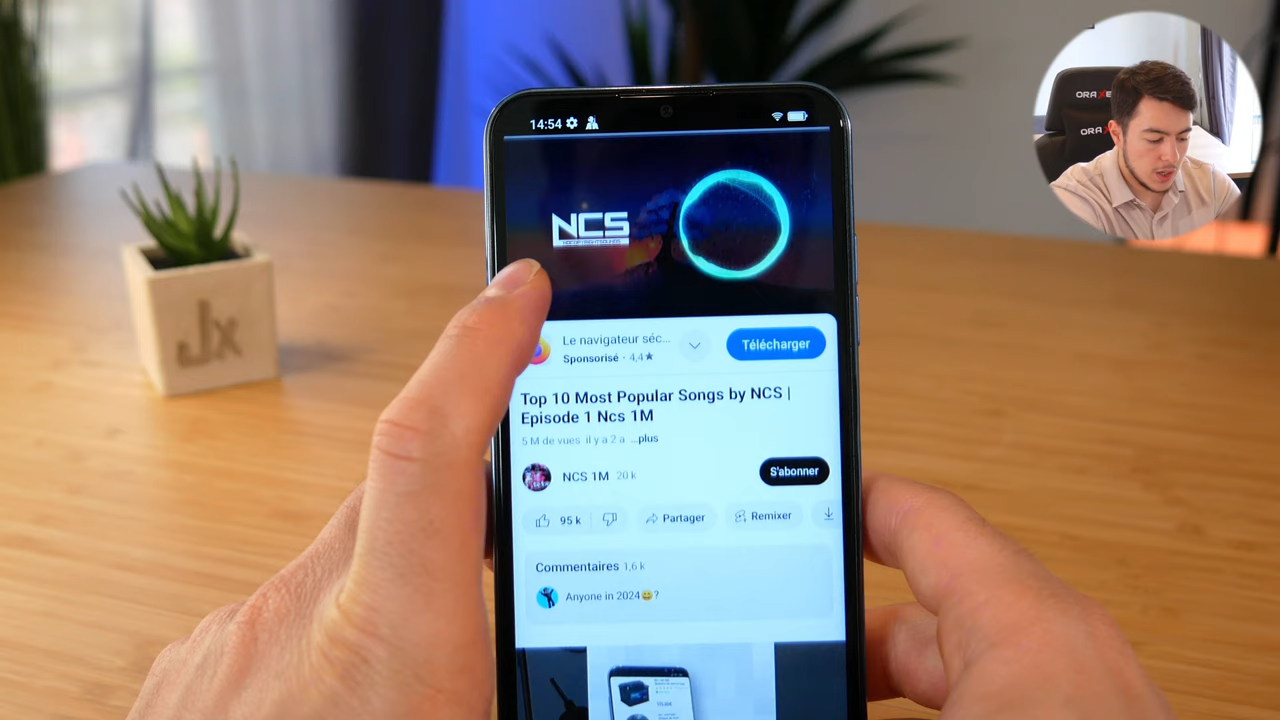 14:54
NCS
ORAXE
ORA
Jx
Le navigateur séc...
Sponsorisé · 4,4★
Télécharger
Top 10 Most Popular Songs by NCS |
Episode 1 Ncs 1M
5 M de vues il y a 2 a ...plus
NCS 1M 20 k
S'abonner
95 k
Partager
Remixer
Commentaires 1,6 k
Anyone in 2024😄?